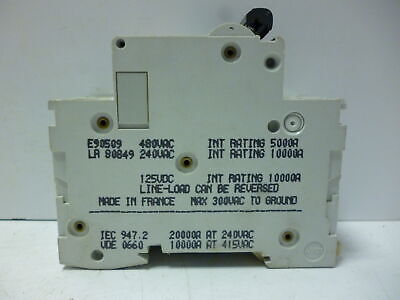 E90509 480VAC INT RATING 5000A
LR 80849 240VAC INT RATING 10000A
125VDC INT RATING 10000A
LINE-LOAD CAN BE REVERSED
MADE IN FRANCE MAX 300VAC TO GROUND
IEC 947.2 20000A AT 240VAC
VDE 0660 10000A AT 415VAC